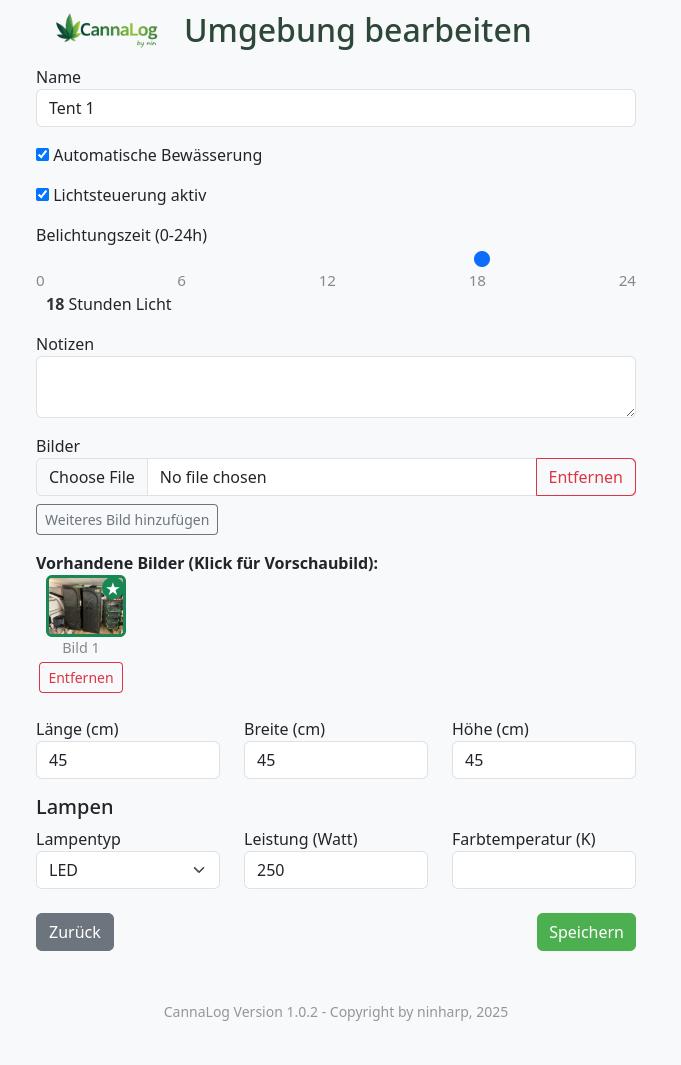 CannaLog
by nin
Umgebung bearbeiten
Name
Tent 1
Automatische Bewässerung
Lichtsteuerung aktiv
Belichtungszeit (0-24h)
0 6 12 18 24
18 Stunden Licht
Notizen
Bilder
Choose File No file chosen Entfernen
Weiteres Bild hinzufügen
Vorhandene Bilder (Klick für Vorschaubild):
Bild 1
Entfernen
Länge (cm) Breite (cm) Höhe (cm)
45 45 45
Lampen
Lampentyp Leistung (Watt) Farbtemperatur (K)
LED 250
Zurück Speichern
CannaLog Version 1.0.2 - Copyright by ninharp, 2025